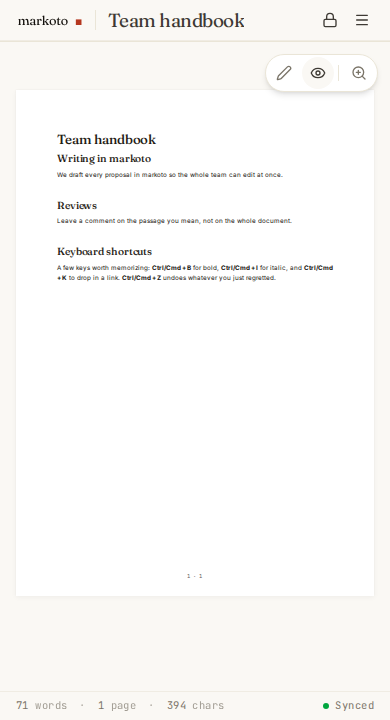 markoto
Team handbook
Team handbook
Writing in markoto
We draft every proposal in markoto so the whole team can edit at once.
Reviews
Leave a comment on the passage you mean, not on the whole document.
Keyboard shortcuts
A few keys worth memorizing: Ctrl/Cmd+B for bold, Ctrl/Cmd+I for italic, and Ctrl/Cmd
+K to drop in a link. Ctrl/Cmd+Z undoes whatever you just regretted.
1 - 1
71 words · 1 page · 394 chars
Synced